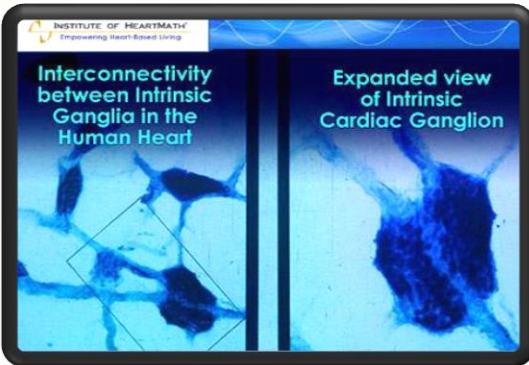 INSTITUTE OF HEARTMATH®
Empowering Heart-Based Living
Interconnectivity
between Intrinsic
Ganglia in the
Human Heart
Expanded view
of Intrinsic
Cardiac Ganglion